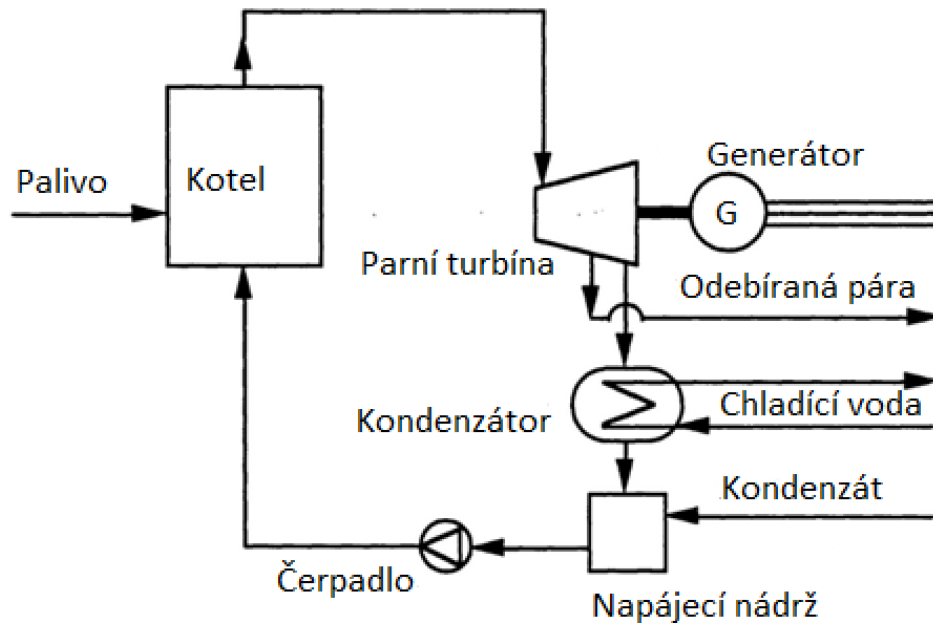 Generátor
Palivo
Kotel
G
Parní turbína
Odebíraná pára
Kondenzátor
Chladící voda
Kondenzát
Čerpadlo
Napájecí nádrž